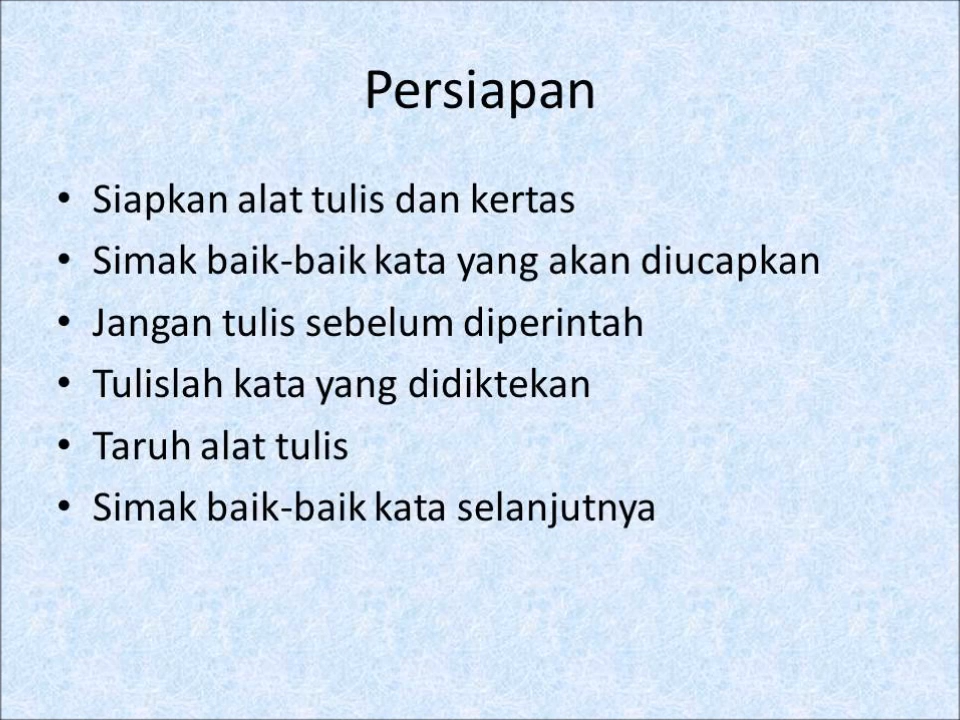 Persiapan
• Siapkan alat tulis dan kertas
• Simak baik-baik kata yang akan diucapkan
• Jangan tulis sebelum diperintah
• Tulislah kata yang didiktekan
• Taruh alat tulis
• Simak baik-baik kata selanjutnya